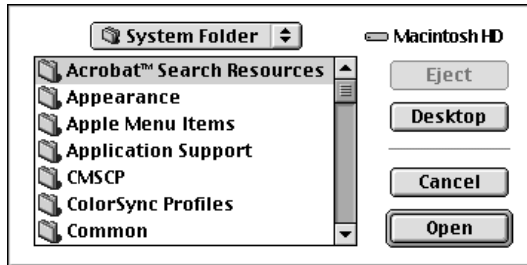 System Folder
Macintosh HD
Acrobat™ Search Resources
Appearance
Apple Menu Items
Application Support
CMSCP
ColorSync Profiles
Common
Eject
Desktop
Cancel
Open